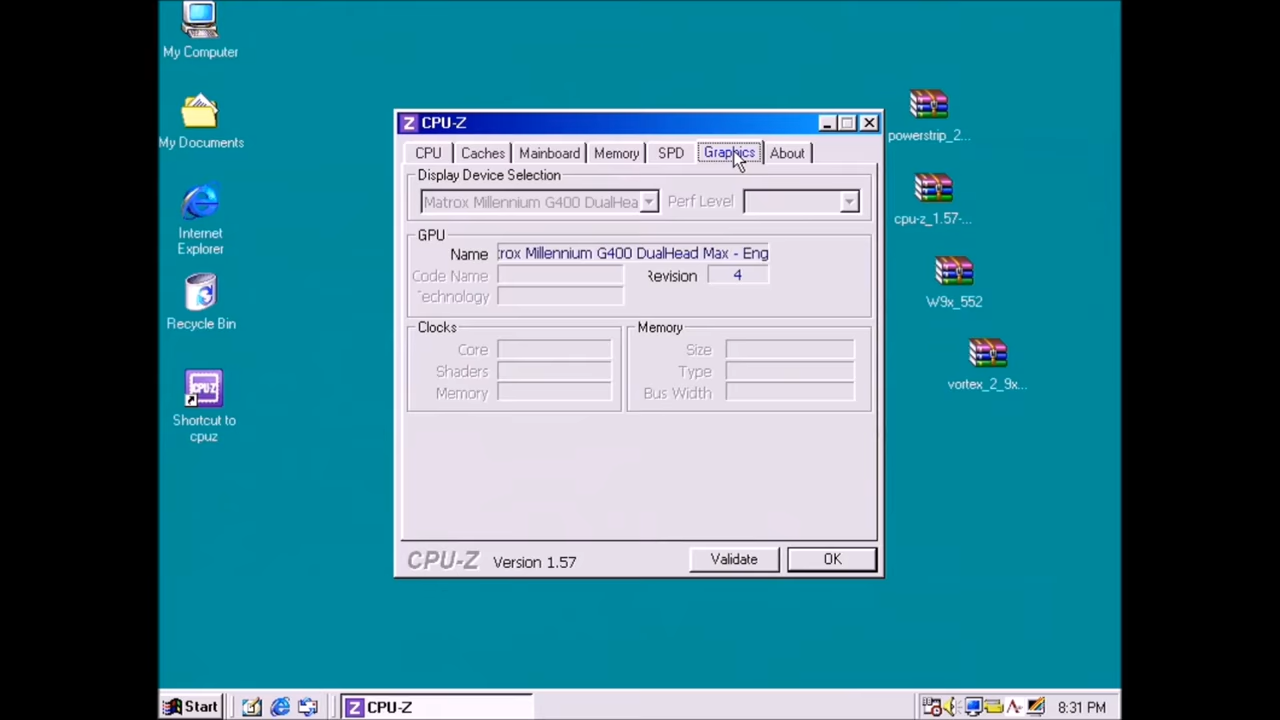 My Computer
My Documents
Internet
Explorer
Recycle Bin
CPU-Z
Shortcut to
cpuz
powerstrip_2...
cpu-z_1.57-...
W9x_552
vortex_2_9x...
Z CPU-Z
CPU Caches Mainboard Memory SPD Graphics About
Display Device Selection
Matrox Millennium G400 DualHea Perf Level
GPU
Name rox Millennium G400 DualHead Max - Eng
Code Name Revision 4
Technology
Clocks
Core
Shaders
Memory
Memory
Size
Type
Bus Width
CPU-Z Version 1.57 Validate OK
Start Z CPU-Z 8:31 PM